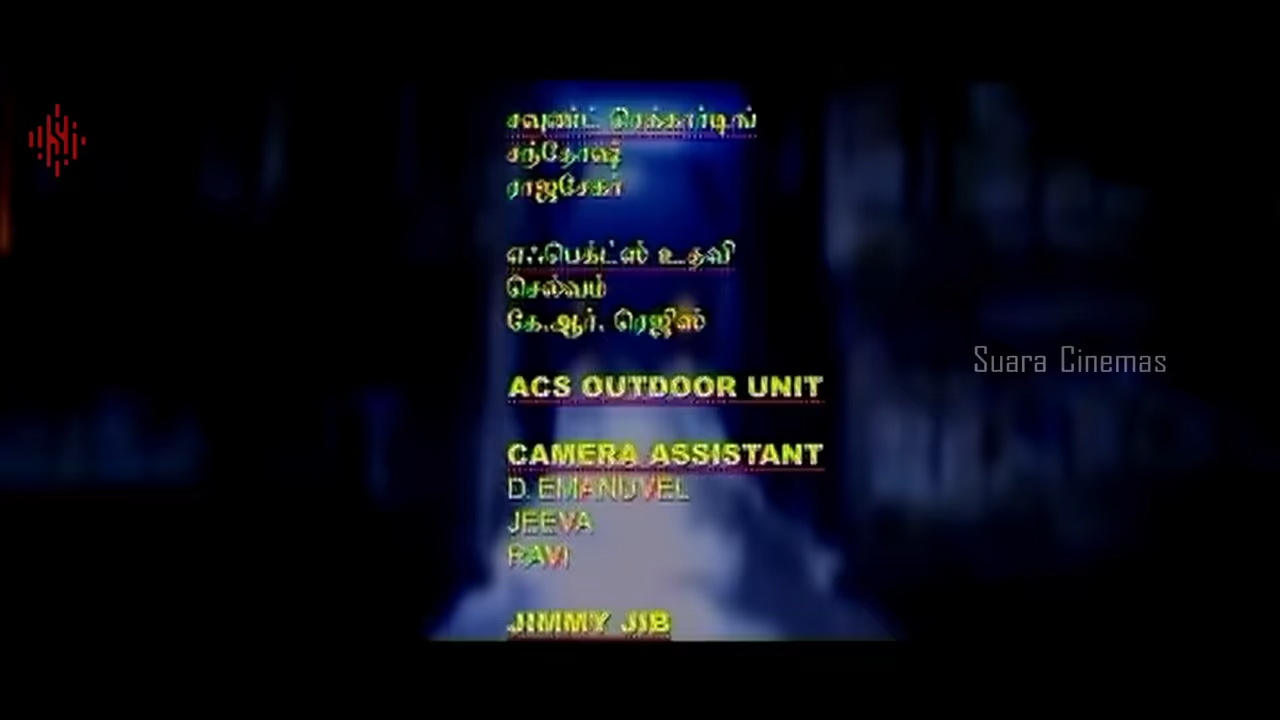 சவுண்ட் ரெக்கார்டிங்
சந்தோஷ்
ராஜசேகர்
எஃபெக்ட்ஸ் உதவி
செல்வம்
கே.ஆர். ரெஜிஸ்
ACS OUTDOOR UNIT
Suara Cinemas
CAMERA ASSISTANT
D. EMANUVEL
JEEVA
RAVI
JIMMY JIB